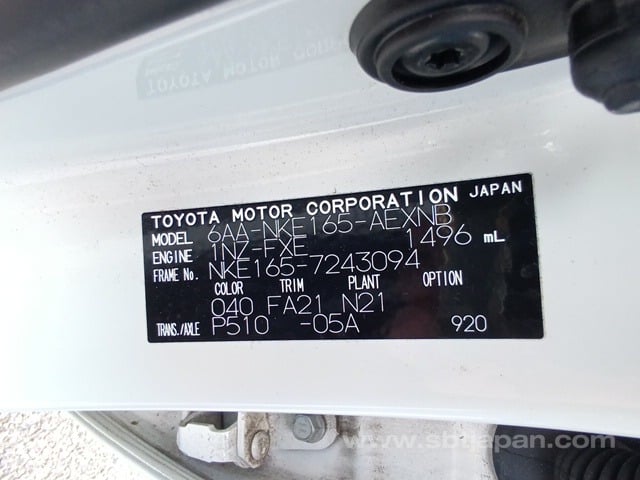 TOYOTA MOTOR CORPORATION JAPAN
MODEL 6AA-NKE165-AEXNB
ENGINE 1NZ-FXE 1496 mL
FRAME No. NKE165-7243094
COLOR TRIM PLANT OPTION
040 FA21 N21
TRANS./AXLE P510 -05A 920
www.sbtjapan.com